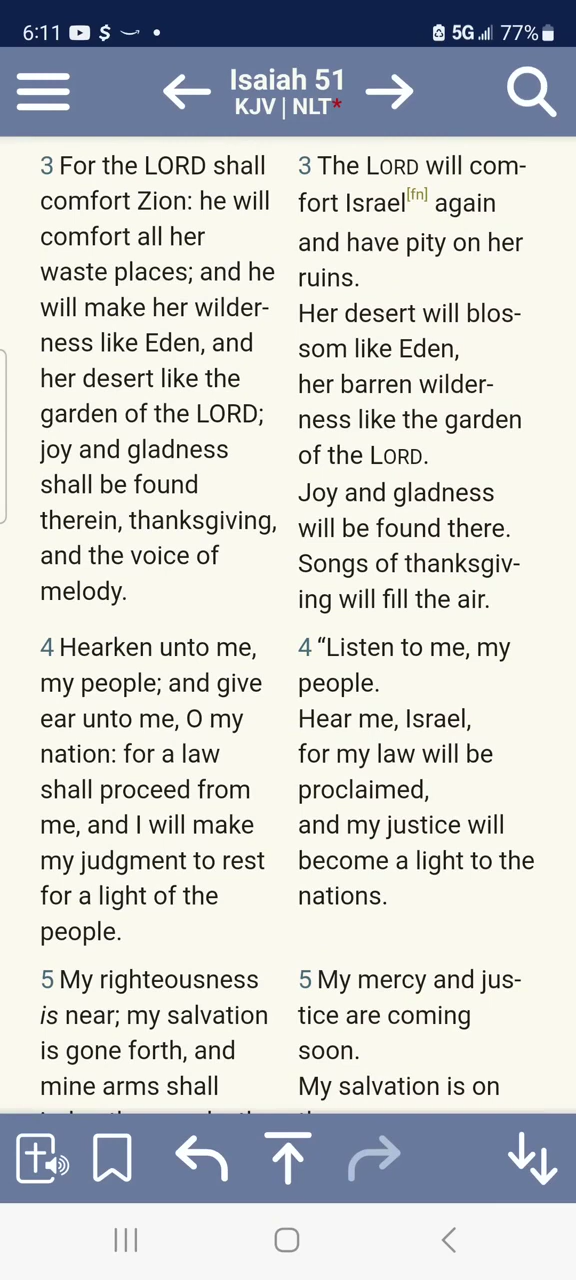 6:11
5G 77%
Isaiah 51
KJV | NLT*
3 For the LORD shall
comfort Zion: he will
comfort all her
waste places; and he
will make her wilder-
ness like Eden, and
her desert like the
garden of the LORD;
joy and gladness
shall be found
therein, thanksgiving,
and the voice of
melody.
4 Hearken unto me,
my people; and give
ear unto me, O my
nation: for a law
shall proceed from
me, and I will make
my judgment to rest
for a light of the
people.
5 My righteousness
is near; my salvation
is gone forth, and
mine arms shall
3 The LORD will com-
fort Israel[fn] again
and have pity on her
ruins.
Her desert will blos-
som like Eden,
her barren wilder-
ness like the garden
of the LORD.
Joy and gladness
will be found there.
Songs of thanksgiv-
ing will fill the air.
4 “Listen to me, my
people.
Hear me, Israel,
for my law will be
proclaimed,
and my justice will
become a light to the
nations.
5 My mercy and jus-
tice are coming
soon.
My salvation is on